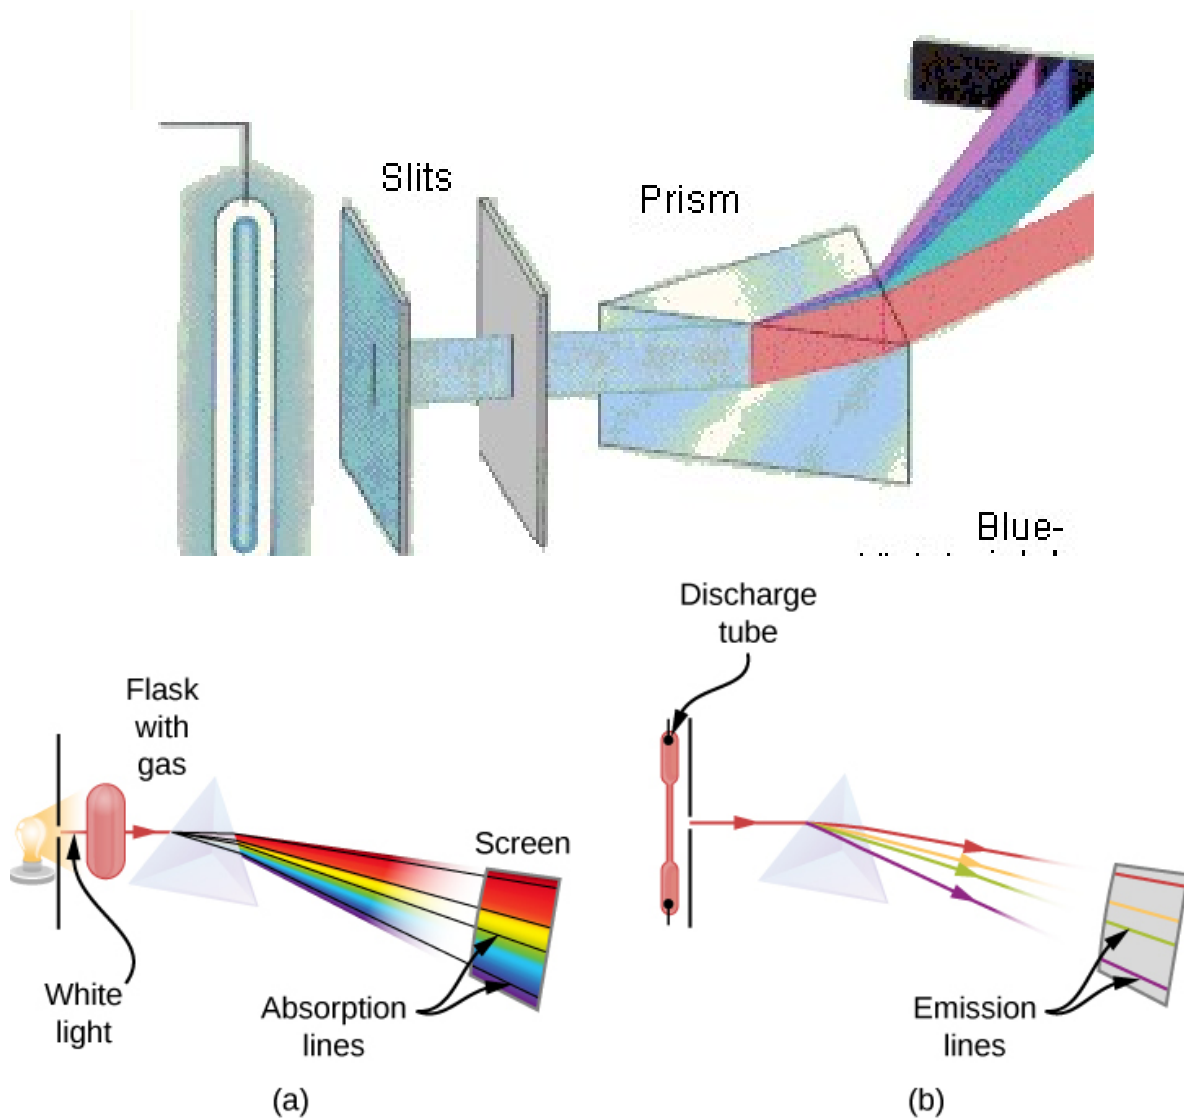 Slits
Prism
Blue-
Discharge
tube
Flask
with
gas
Screen
White
light
Absorption
lines
Emission
lines
(a)
(b)